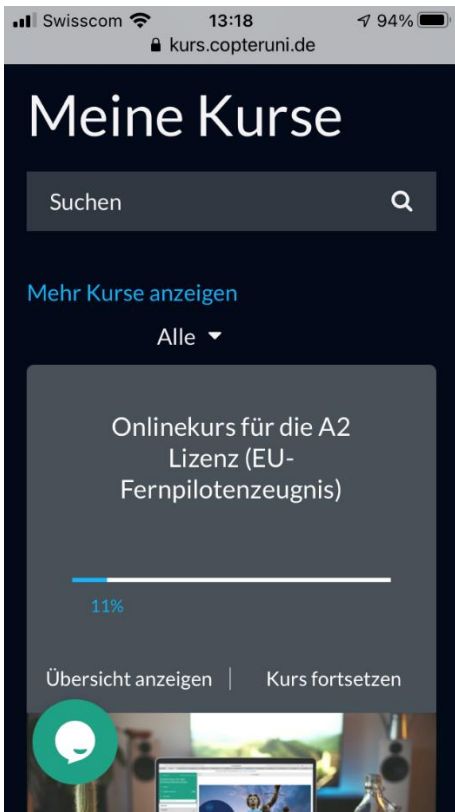 Swisscom 13:18 94%
kurs.copteruni.de
Meine Kurse
Suchen
Mehr Kurse anzeigen
Alle
Onlinekurs für die A2
Lizenz (EU-
Fernpilotenzeugnis)
11%
Übersicht anzeigen | Kurs fortsetzen